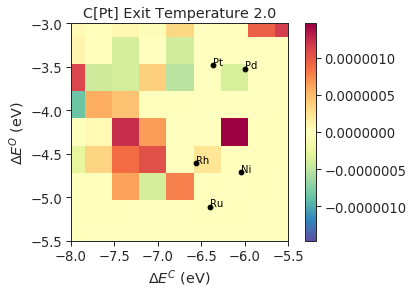 C[Pt] Exit Temperature 2.0
−3.0
−3.5
−4.0
−4.5
−5.0
−5.5
ΔE^O (eV)
Pt
Pd
Rh
Ni
Ru
−8.0 −7.5 −7.0 −6.5 −6.0 −5.5
ΔE^C (eV)
0.0000010
0.0000005
0.0000000
−0.0000005
−0.0000010